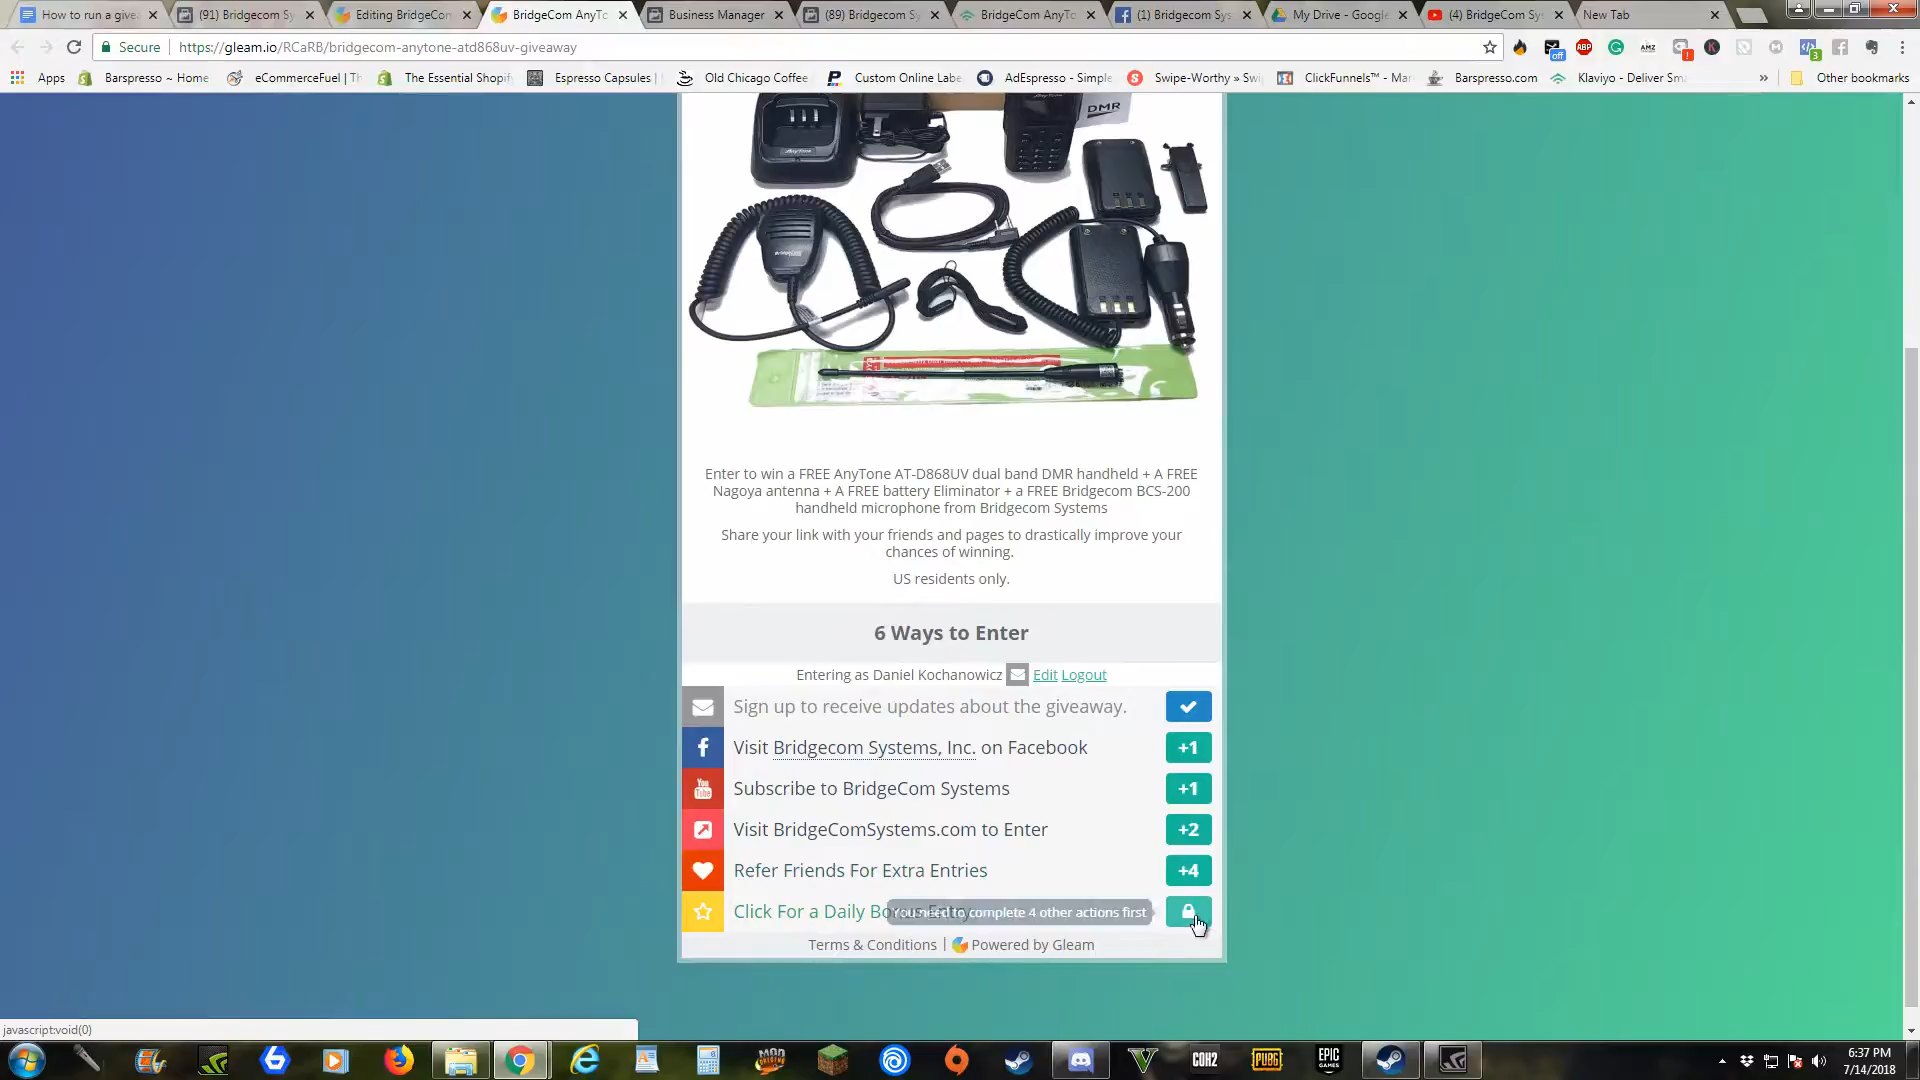 How to run a give
(91) Bridgecom Sy
Editing BridgeCon
BridgeCom AnyTo
Business Manager
(89) Bridgecom Sy
BridgeCom AnyTo
(1) Bridgecom Sys
My Drive - Google
(4) BridgeCom Sys
New Tab
Secure
https://gleam.io/RCaRB/bridgecom-anytone-atd868uv-giveaway
Apps
Barspresso ~ Home
eCommerceFuel | Th
The Essential Shopif
Espresso Capsules |
Old Chicago Coffee
Custom Online Labe
AdEspresso - Simple
Swipe-Worthy » Swi
ClickFunnels™ - Mar
Barspresso.com
Klaviyo - Deliver Sma
»
Other bookmarks
DMR
Enter to win a FREE AnyTone AT-D868UV dual band DMR handheld + A FREE
Nagoya antenna + A FREE battery Eliminator + a FREE Bridgecom BCS-200
handheld microphone from Bridgecom Systems
Share your link with your friends and pages to drastically improve your
chances of winning.
US residents only.
6 Ways to Enter
Entering as Daniel Kochanowicz Edit Logout
Sign up to receive updates about the giveaway.
Visit Bridgecom Systems, Inc. on Facebook +1
Subscribe to BridgeCom Systems +1
Visit BridgeComSystems.com to Enter +2
Refer Friends For Extra Entries +4
Click For a Daily Bonus Entry
You need to complete 4 other actions first
Terms & Conditions | Powered by Gleam
javascript:void(0)
6:37 PM
7/14/2018